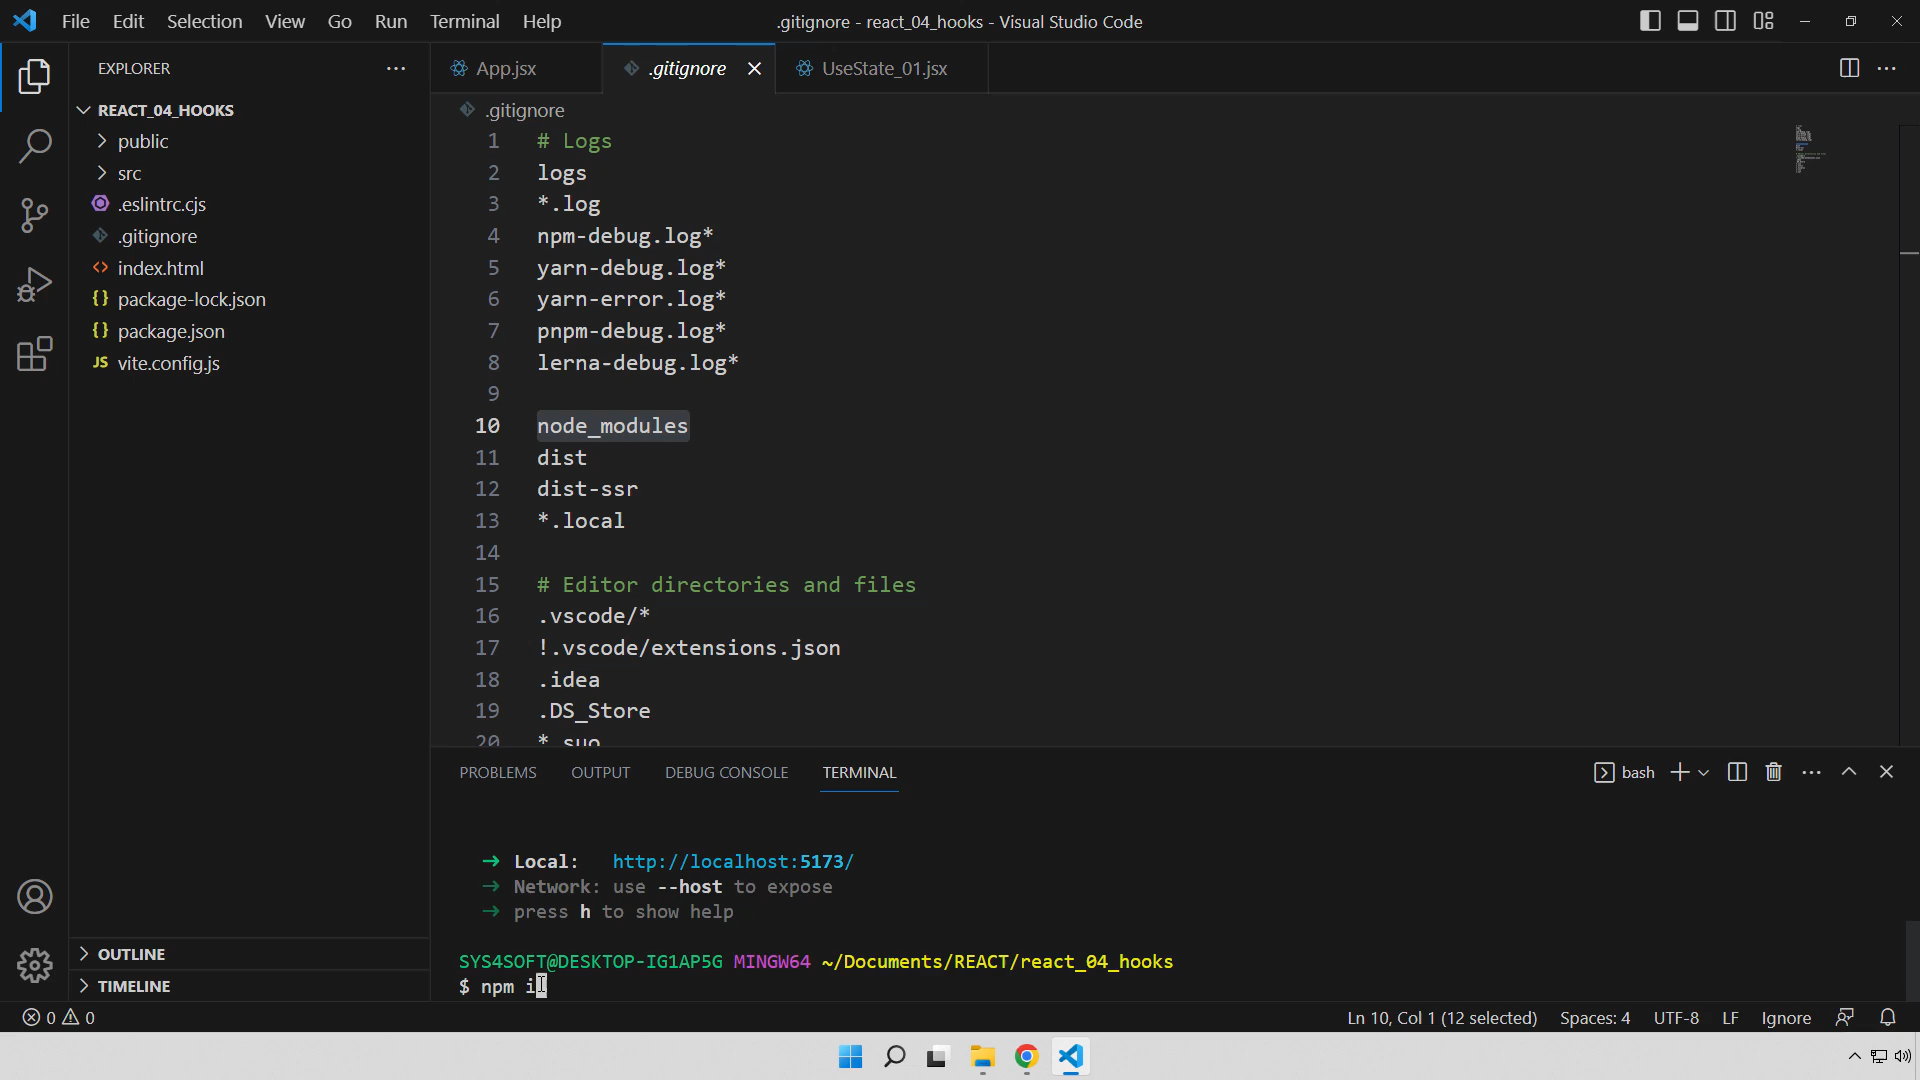 File Edit Selection View Go Run Terminal Help
.gitignore - react_04_hooks - Visual Studio Code
EXPLORER
REACT_04_HOOKS
public
src
.eslintrc.cjs
.gitignore
index.html
package-lock.json
package.json
JS vite.config.js
OUTLINE
TIMELINE
App.jsx
.gitignore
UseState_01.jsx
.gitignore
1 # Logs
2 logs
3 *.log
4 npm-debug.log*
5 yarn-debug.log*
6 yarn-error.log*
7 pnpm-debug.log*
8 lerna-debug.log*
9
10 node_modules
11 dist
12 dist-ssr
13 *.local
14
15 # Editor directories and files
16 .vscode/*
17 !.vscode/extensions.json
18 .idea
19 .DS_Store
20 *.suo
PROBLEMS OUTPUT DEBUG CONSOLE TERMINAL
bash
➜ Local: http://localhost:5173/
➜ Network: use --host to expose
➜ press h to show help
SYS4SOFT@DESKTOP-IG1AP5G MINGW64 ~/Documents/REACT/react_04_hooks
$ npm i
0 0
Ln 10, Col 1 (12 selected) Spaces: 4 UTF-8 LF Ignore